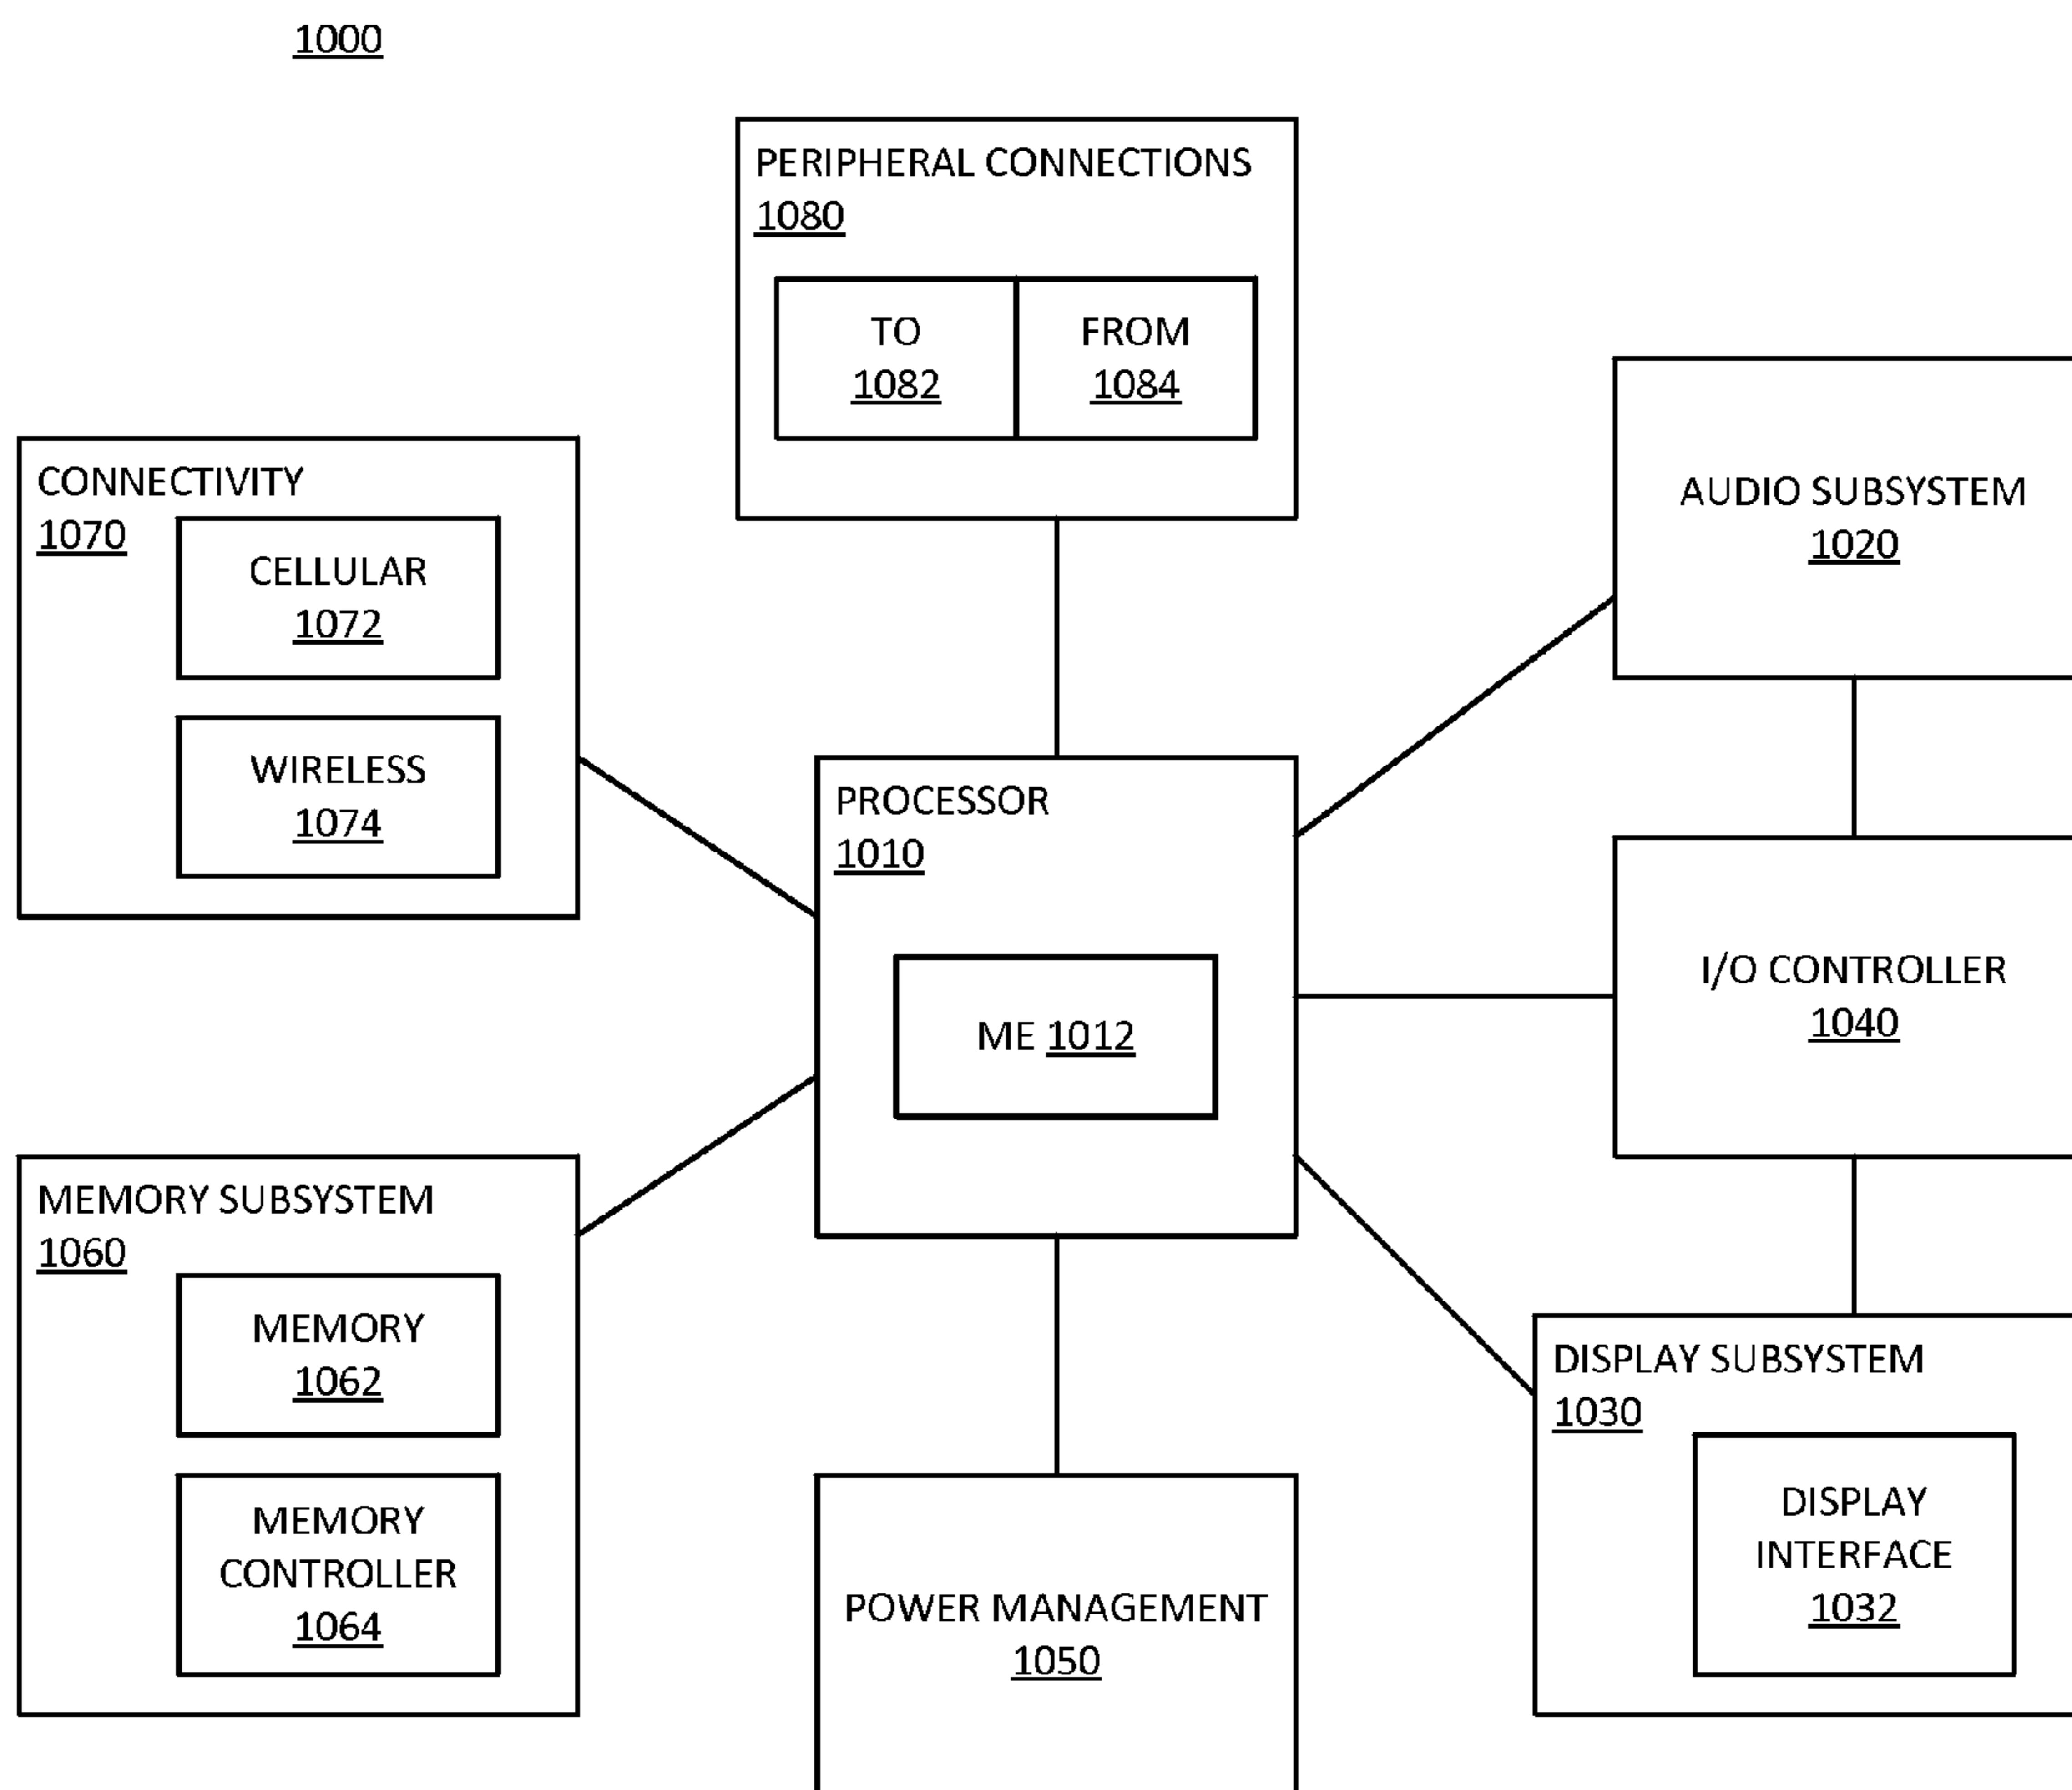 1000
PERIPHERAL CONNECTIONS
1080
TO
1082
FROM
1084
CONNECTIVITY
1070
CELLULAR
1072
WIRELESS
1074
AUDIO SUBSYSTEM
1020
PROCESSOR
1010
ME 1012
I/O CONTROLLER
1040
MEMORY SUBSYSTEM
1060
MEMORY
1062
MEMORY
CONTROLLER
1064
POWER MANAGEMENT
1050
DISPLAY SUBSYSTEM
1030
DISPLAY
INTERFACE
1032